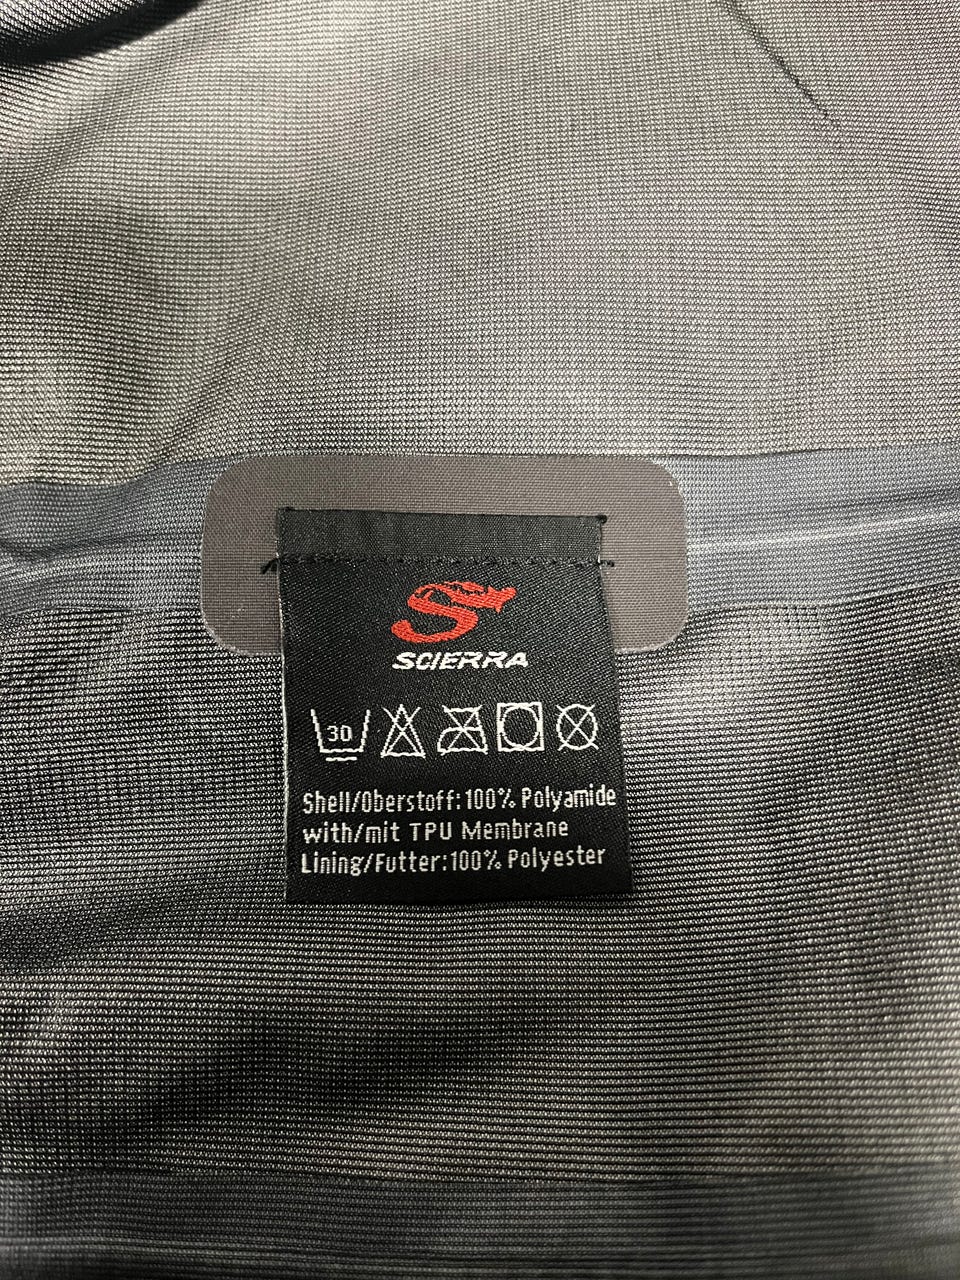 SCIERRA
30
Shell/Oberstoff:100% Polyamide
with/mit TPU Membrane
Lining/Futter:100% Polyester